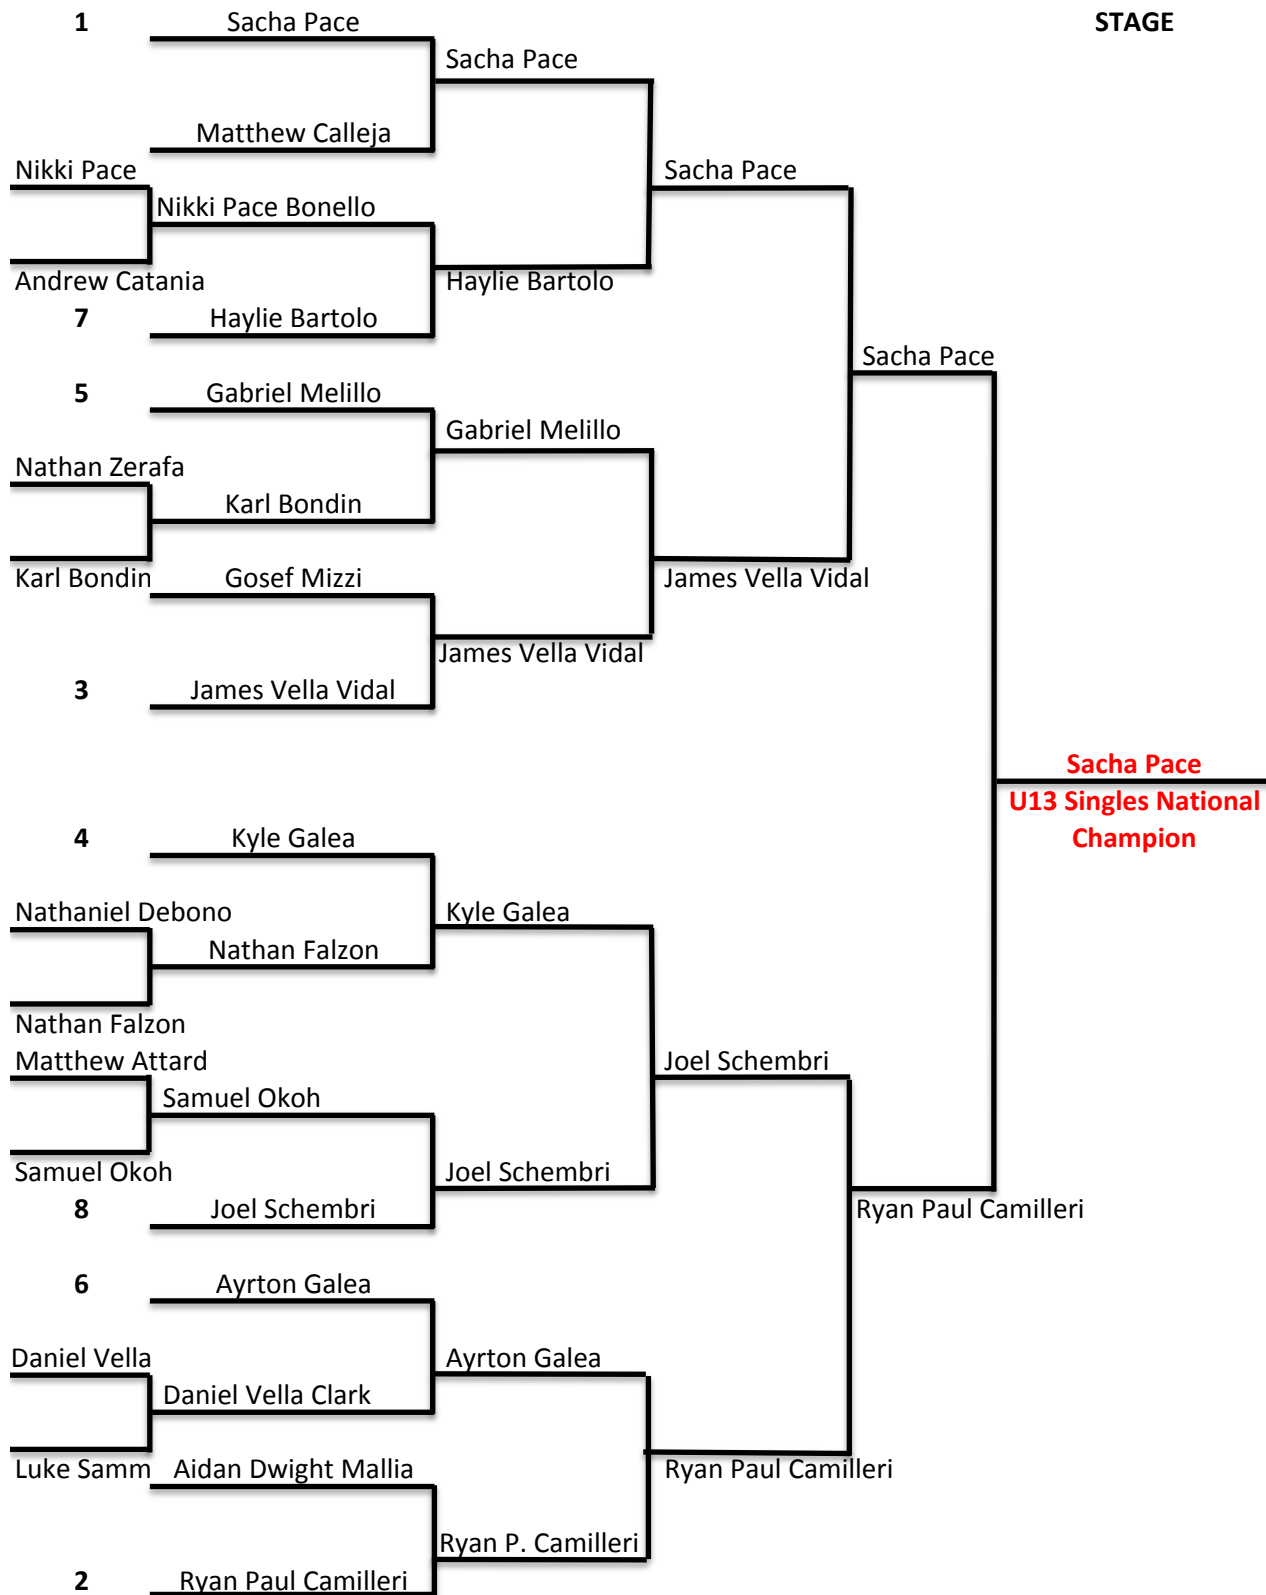 1
Sacha Pace
STAGE
Sacha Pace
Matthew Calleja
Nikki Pace
Sacha Pace
Nikki Pace Bonello
Andrew Catania
Haylie Bartolo
7
Haylie Bartolo
Sacha Pace
5
Gabriel Melillo
Gabriel Melillo
Nathan Zerafa
Karl Bondin
Karl Bondin
Gosef Mizzi
James Vella Vidal
James Vella Vidal
3
James Vella Vidal
Sacha Pace
U13 Singles National
Champion
4
Kyle Galea
Nathaniel Debono
Kyle Galea
Nathan Falzon
Nathan Falzon
Matthew Attard
Joel Schembri
Samuel Okoh
Samuel Okoh
Joel Schembri
8
Joel Schembri
Ryan Paul Camilleri
6
Ayrton Galea
Daniel Vella
Ayrton Galea
Daniel Vella Clark
Luke Samm
Aidan Dwight Mallia
Ryan Paul Camilleri
Ryan P. Camilleri
2
Ryan Paul Camilleri